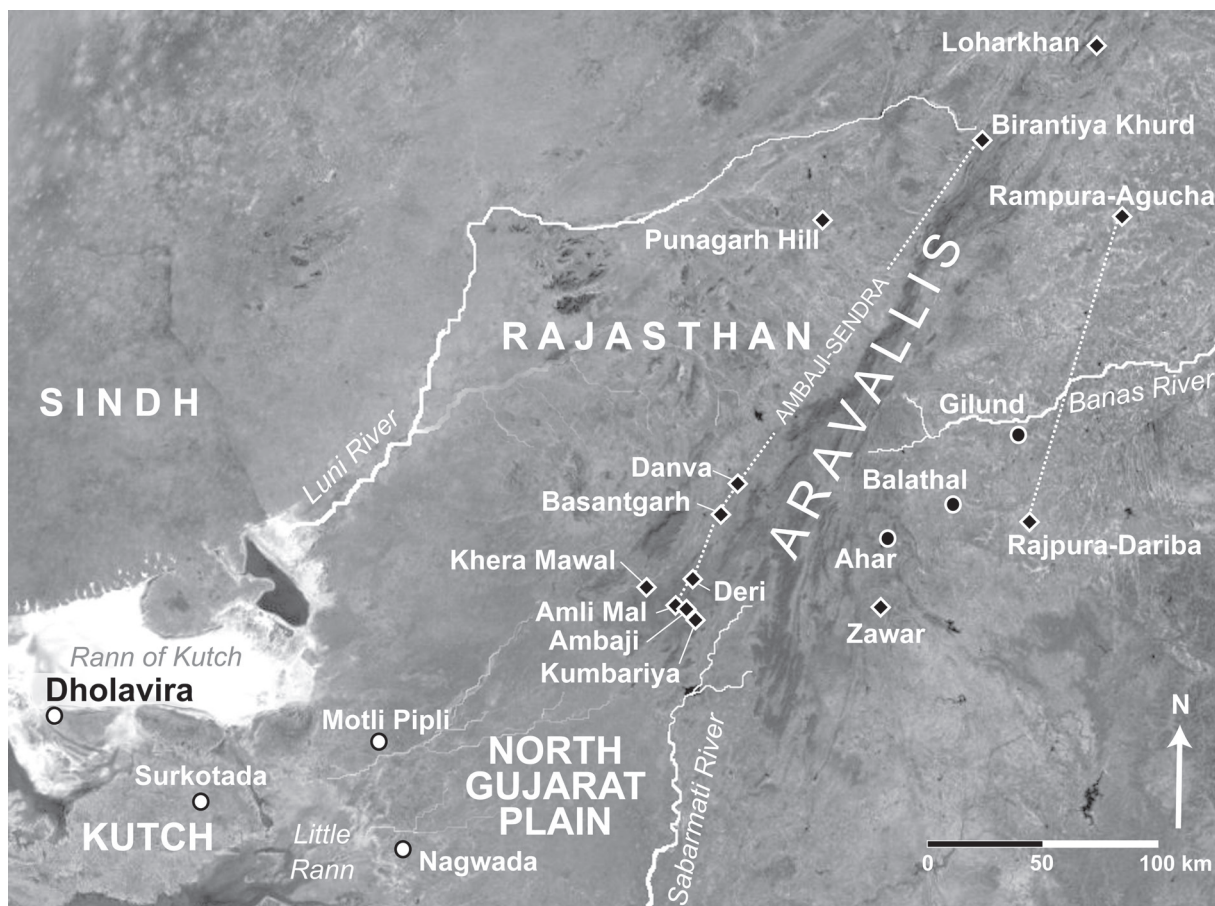 Loharkhan
Birantiya Khurd
Rampura-Agucha
Punagarh Hill
RAJASTHAN
AMBAJI-SENDRA
ARAVALLIS
SINDH
Luni River
Gilund
Banas River
Danva
Balathal
Basantgarh
Ahar
Rajpura-Dariba
Khera Mawal
Deri
Amli Mal
Zawar
Ambaji
Kumbariya
Rann of Kutch
Dholavira
Motli Pipli
N
NORTH
GUJARAT
PLAIN
Surkotada
KUTCH
Sabarmati River
Little
Rann
Nagwada
0 50 100 km